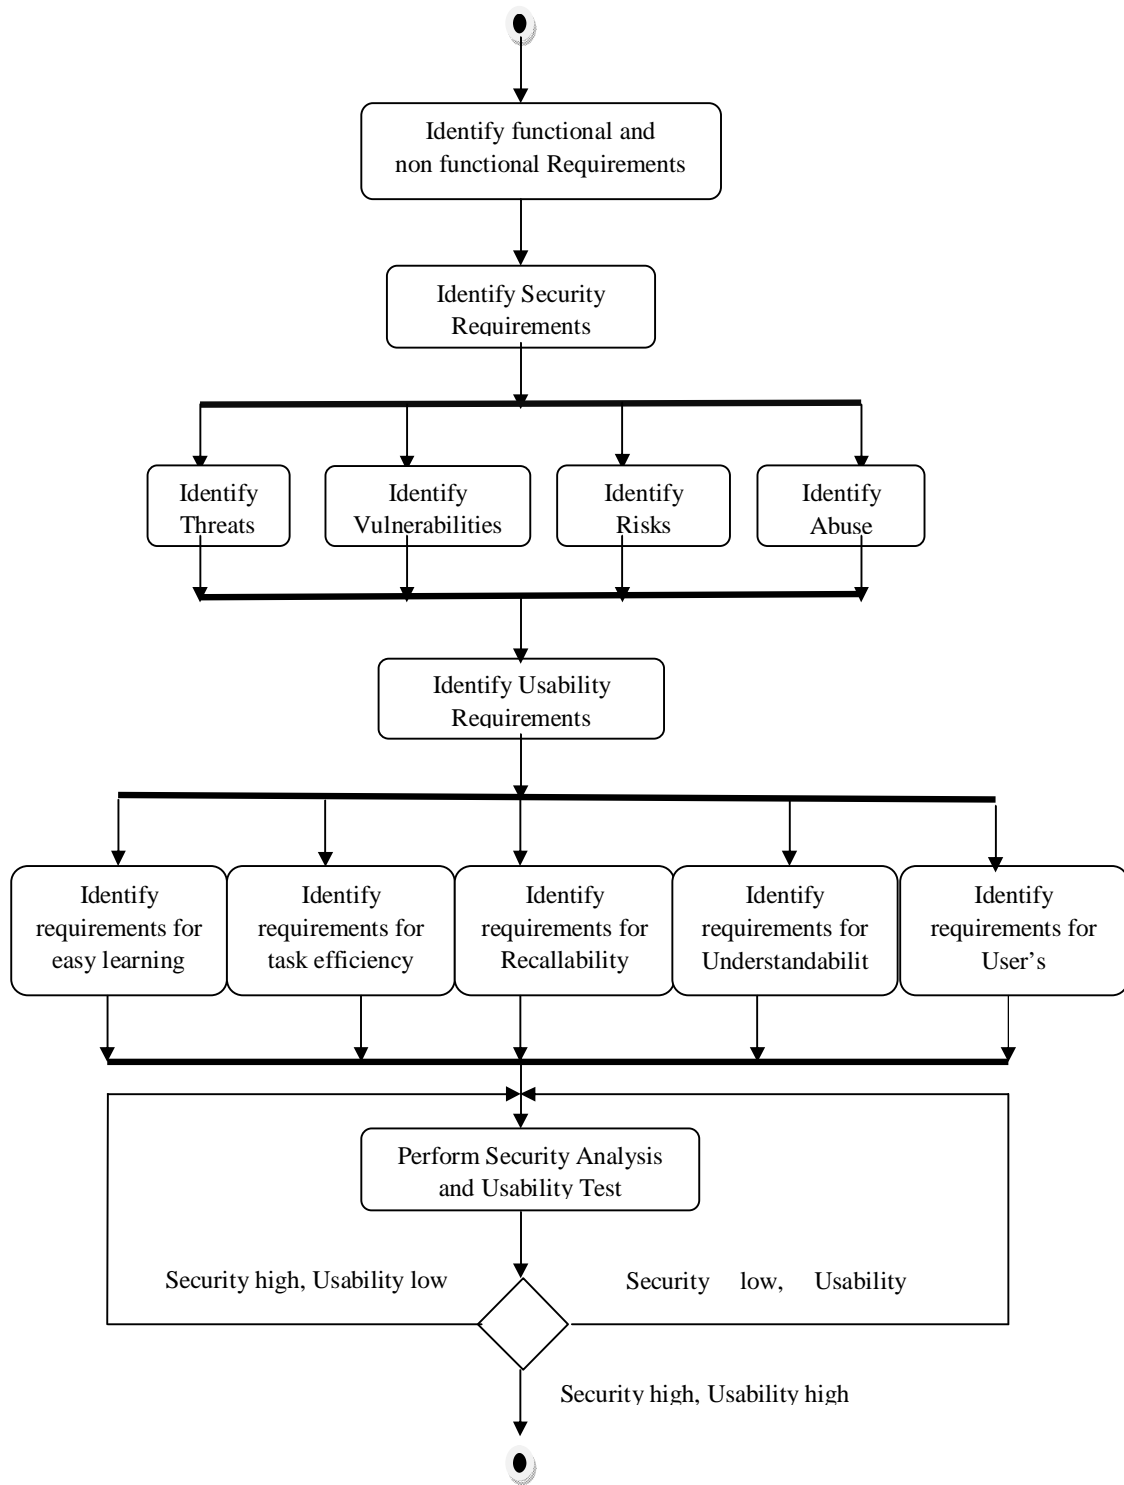 Identify functional and
non functional Requirements
Identify Security
Requirements
Identify
Threats
Identify
Vulnerabilities
Identify
Risks
Identify
Abuse
Identify Usability
Requirements
Identify
requirements for
easy learning
Identify
requirements for
task efficiency
Identify
requirements for
Recallability
Identify
requirements for
Understandabilit
Identify
requirements for
User’s
Perform Security Analysis
and Usability Test
Security high, Usability low
Security low, Usability
Security high, Usability high